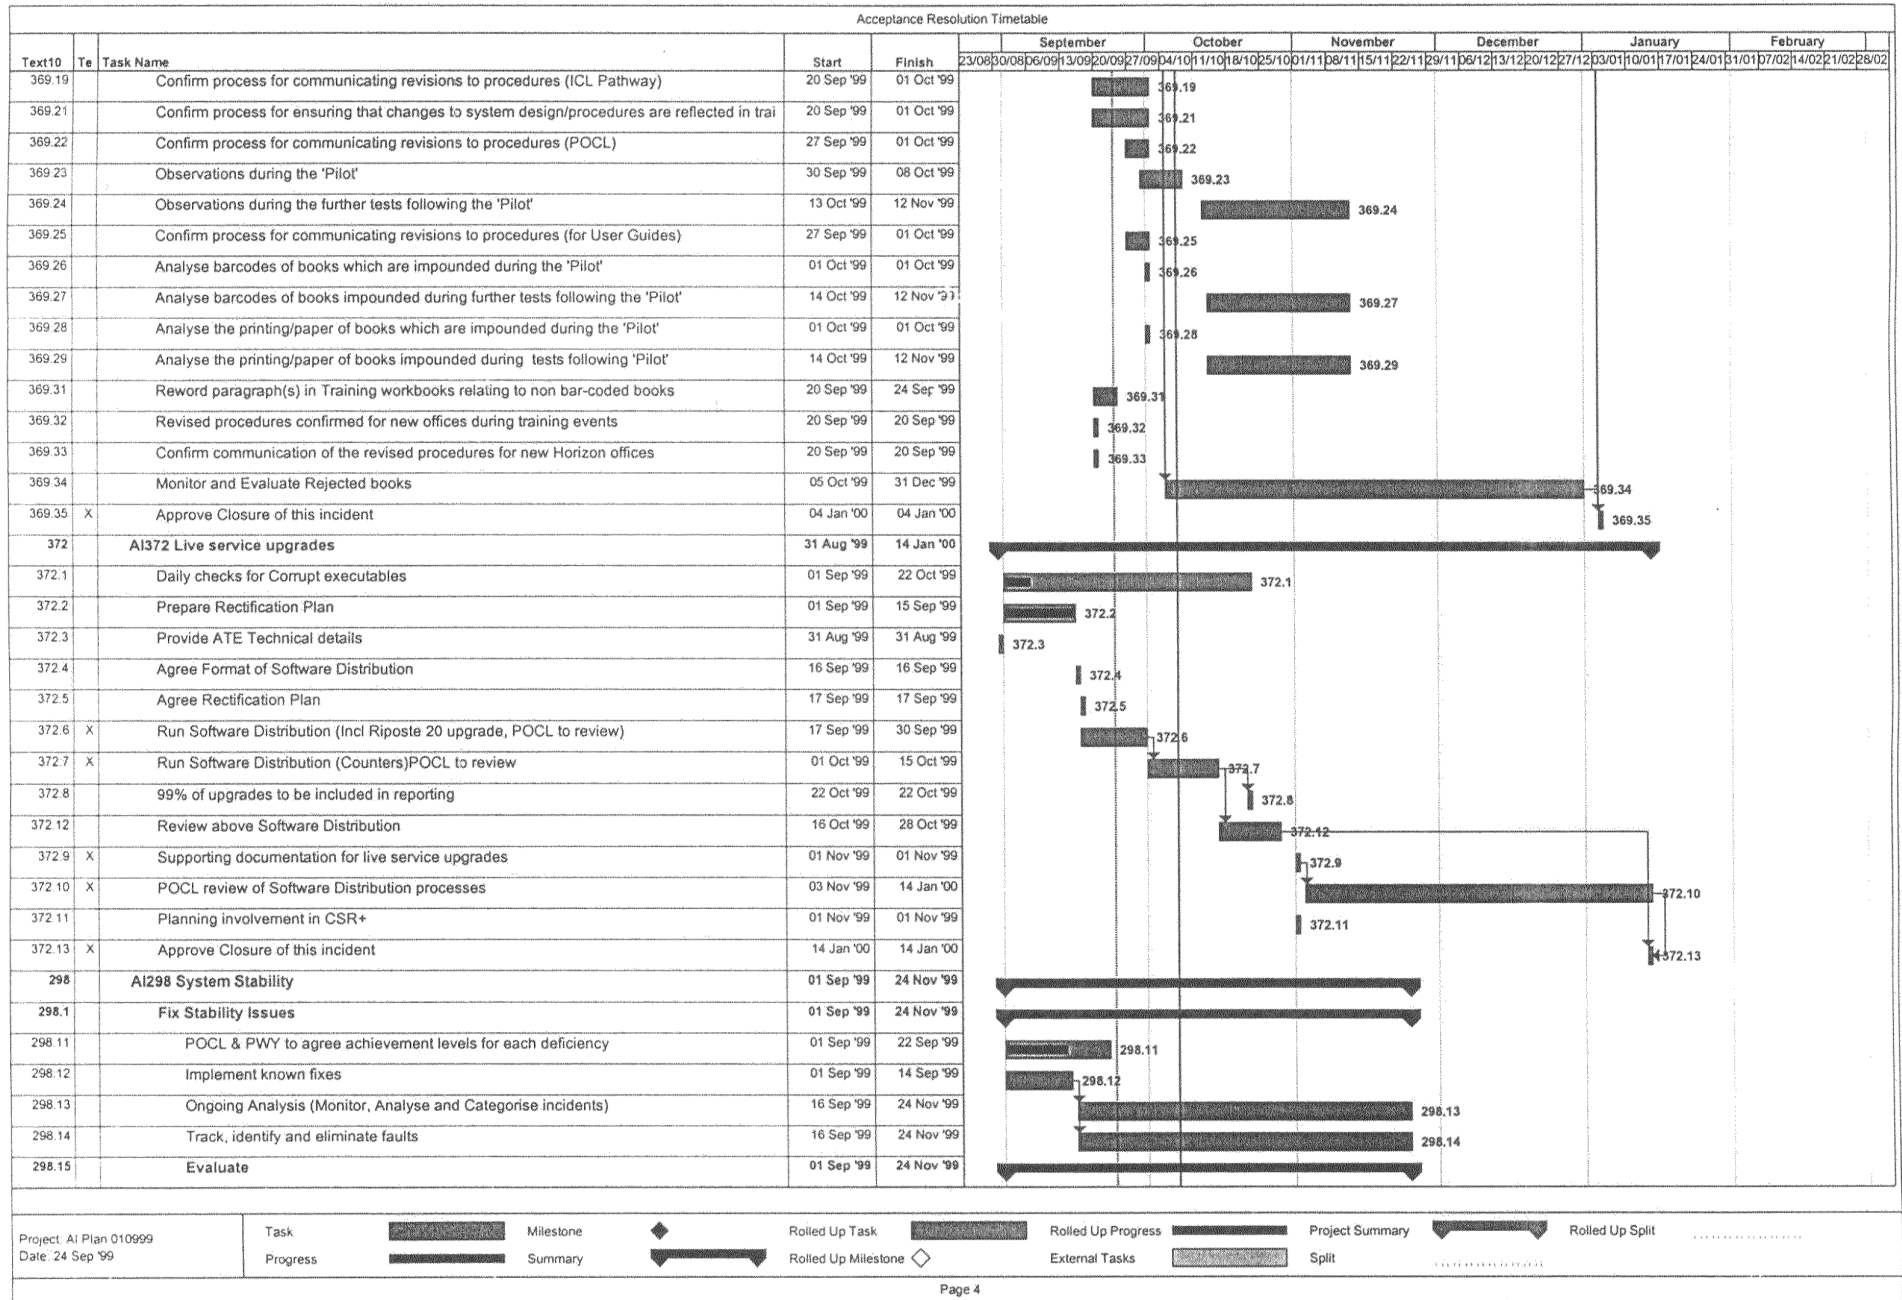 Acceptance Resolution Timetable
September October November December January February
Text10 Te Task Name Start Finish 23/08 30/08 06/09 13/09 20/09 27/09 04/10 11/10 18/10 25/10 01/11 08/11 15/11 22/11 29/11 06/12 13/12 20/12 27/12 03/01 10/01 17/01 24/01 31/01 07/02 14/02 21/02 28/02
369.19 Confirm process for communicating revisions to procedures (ICL Pathway) 20 Sep '99 01 Oct '99 369.19
369.21 Confirm process for ensuring that changes to system design/procedures are reflected in trai 20 Sep '99 01 Oct '99 369.21
369.22 Confirm process for communicating revisions to procedures (POCL) 27 Sep '99 01 Oct '99 369.22
369.23 Observations during the 'Pilot' 30 Sep '99 08 Oct '99 369.23
369.24 Observations during the further tests following the 'Pilot' 13 Oct '99 12 Nov '99 369.24
369.25 Confirm process for communicating revisions to procedures (for User Guides) 27 Sep '99 01 Oct '99 369.25
369.26 Analyse barcodes of books which are impounded during the 'Pilot' 01 Oct '99 01 Oct '99 369.26
369.27 Analyse barcodes of books impounded during further tests following the 'Pilot' 14 Oct '99 12 Nov '99 369.27
369.28 Analyse the printing/paper of books which are impounded during the 'Pilot' 01 Oct '99 01 Oct '99 369.28
369.29 Analyse the printing/paper of books impounded during tests following 'Pilot' 14 Oct '99 12 Nov '99 369.29
369.31 Reword paragraph(s) in Training workbooks relating to non bar-coded books 20 Sep '99 24 Sep '99 369.31
369.32 Revised procedures confirmed for new offices during training events 20 Sep '99 20 Sep '99 369.32
369.33 Confirm communication of the revised procedures for new Horizon offices 20 Sep '99 20 Sep '99 369.33
369.34 Monitor and Evaluate Rejected books 05 Oct '99 31 Dec '99 369.34
369.35 X Approve Closure of this incident 04 Jan '00 04 Jan '00 369.35
372 AI372 Live service upgrades 31 Aug '99 14 Jan '00
372.1 Daily checks for Corrupt executables 01 Sep '99 22 Oct '99 372.1
372.2 Prepare Rectification Plan 01 Sep '99 15 Sep '99 372.2
372.3 Provide ATE Technical details 31 Aug '99 31 Aug '99 372.3
372.4 Agree Format of Software Distribution 16 Sep '99 16 Sep '99 372.4
372.5 Agree Rectification Plan 17 Sep '99 17 Sep '99 372.5
372.6 X Run Software Distribution (Incl Riposte 20 upgrade, POCL to review) 17 Sep '99 30 Sep '99 372.6
372.7 X Run Software Distribution (Counters)POCL to review 01 Oct '99 15 Oct '99 372.7
372.8 99% of upgrades to be included in reporting 22 Oct '99 22 Oct '99 372.8
372.12 Review above Software Distribution 16 Oct '99 28 Oct '99 372.12
372.9 X Supporting documentation for live service upgrades 01 Nov '99 01 Nov '99 372.9
372.10 X POCL review of Software Distribution processes 03 Nov '99 14 Jan '00 372.10
372.11 Planning involvement in CSR+ 01 Nov '99 01 Nov '99 372.11
372.13 X Approve Closure of this incident 14 Jan '00 14 Jan '00 372.13
298 AI298 System Stability 01 Sep '99 24 Nov '99
298.1 Fix Stability Issues 01 Sep '99 24 Nov '99
298.11 POCL & PWY to agree achievement levels for each deficiency 01 Sep '99 22 Sep '99 298.11
298.12 Implement known fixes 01 Sep '99 14 Sep '99 298.12
298.13 Ongoing Analysis (Monitor, Analyse and Categorise incidents) 16 Sep '99 24 Nov '99 298.13
298.14 Track, identify and eliminate faults 16 Sep '99 24 Nov '99 298.14
298.15 Evaluate 01 Sep '99 24 Nov '99
Project: AI Plan 010999
Date: 24 Sep '99
Task Milestone Rolled Up Task Rolled Up Progress Project Summary Rolled Up Split
Progress Summary Rolled Up Milestone External Tasks Split
Page 4